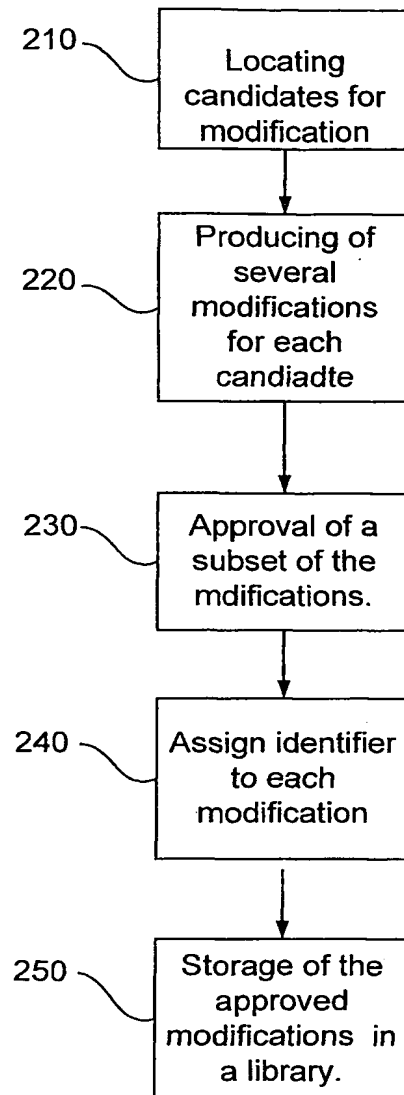 210
Locating
candidates for
modification
220
Producing of
several
modifications
for each
candiadte
230
Approval of a
subset of the
mdifications.
240
Assign identifier
to each
modification
250
Storage of the
approved
modifications in
a library.